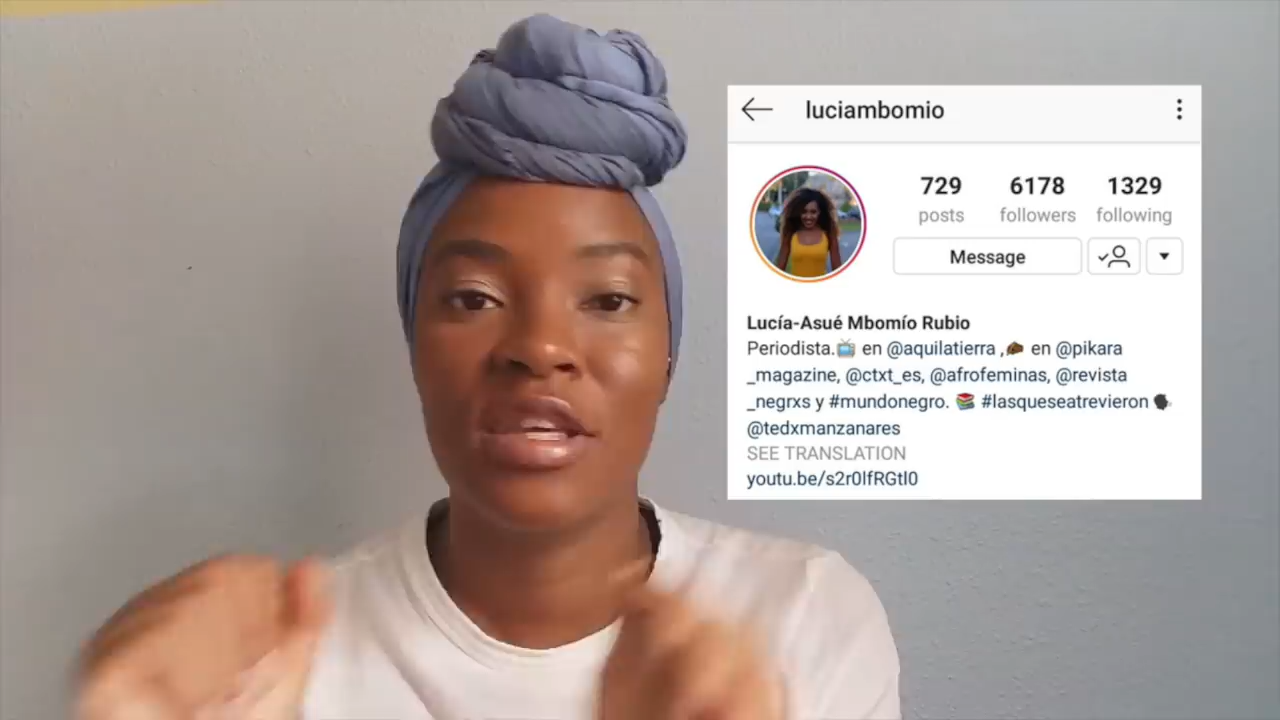 luciambomio
729 6178 1329
posts followers following
Message
Lucía-Asué Mbomío Rubio
Periodista.📺 en @aquilatierra ,✍🏾 en @pikara
_magazine, @ctxt_es, @afrofeminas, @revista
_negrxs y #mundonegro. 📚 #lasqueseatrevieron 🗣
@tedxmanzanares
SEE TRANSLATION
youtu.be/s2r0lfRGtl0